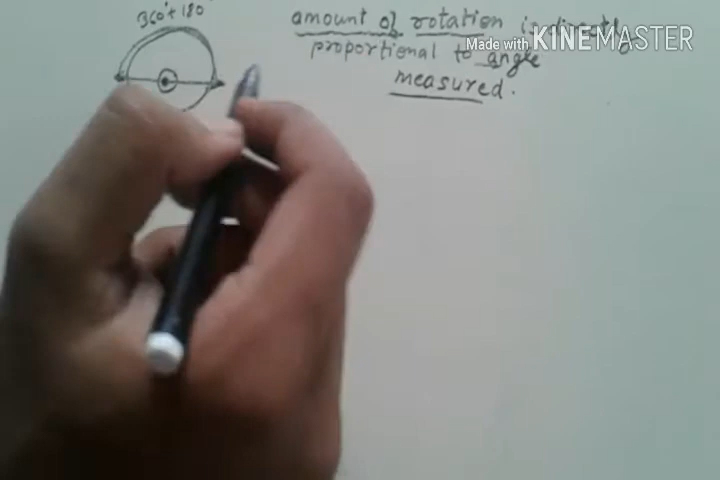 360°+180°
amount of rotation is directly
proportional to angle
measured.
Made with KINEMASTER